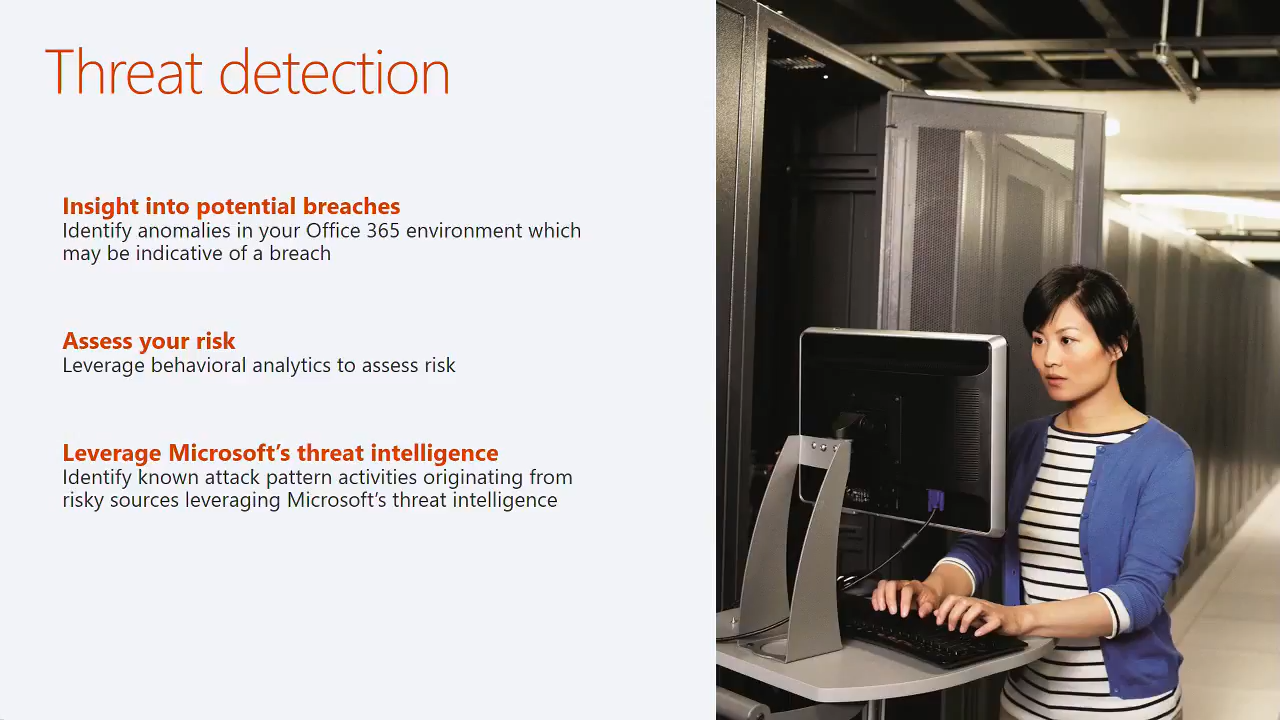 Threat detection
Insight into potential breaches
Identify anomalies in your Office 365 environment which
may be indicative of a breach
Assess your risk
Leverage behavioral analytics to assess risk
Leverage Microsoft’s threat intelligence
Identify known attack pattern activities originating from
risky sources leveraging Microsoft’s threat intelligence